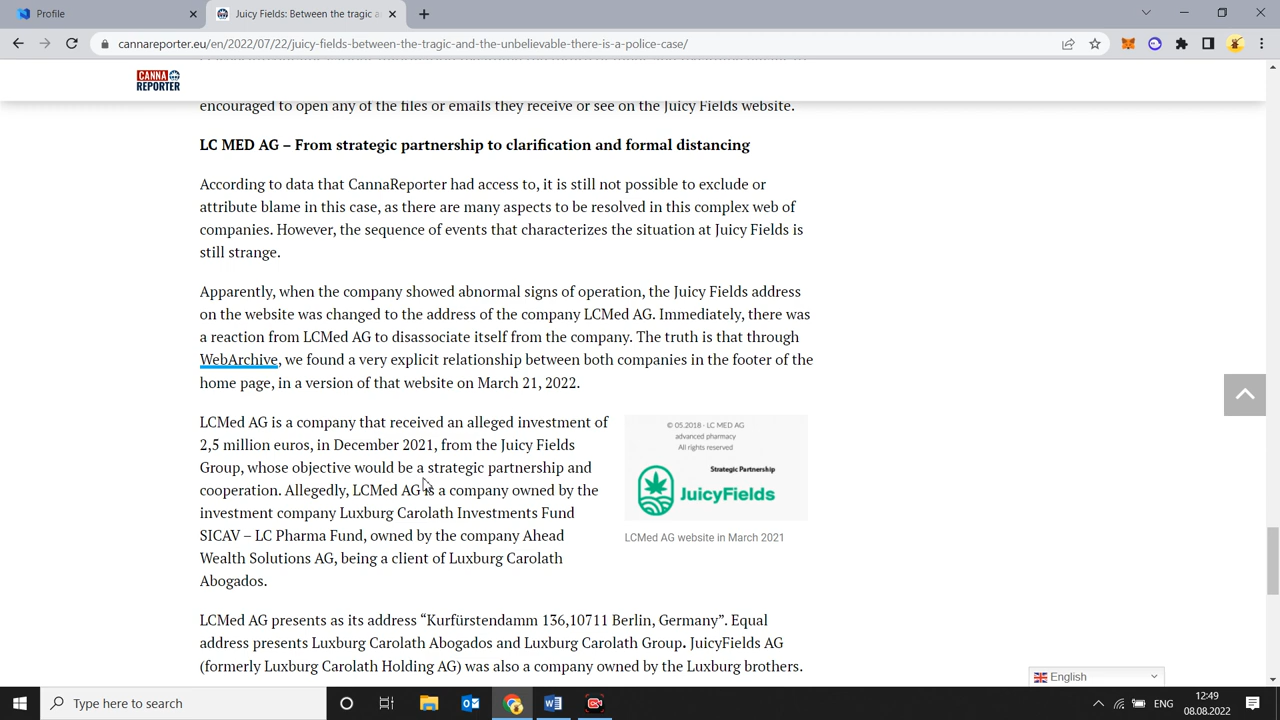 Profile
Juicy Fields: Between the tragic a
cannareporter.eu/en/2022/07/22/juicy-fields-between-the-tragic-and-the-unbelievable-there-is-a-police-case/
CANNA
REPORTER
encouraged to open any of the files or emails they receive or see on the Juicy Fields website.
LC MED AG – From strategic partnership to clarification and formal distancing
According to data that CannaReporter had access to, it is still not possible to exclude or
attribute blame in this case, as there are many aspects to be resolved in this complex web of
companies. However, the sequence of events that characterizes the situation at Juicy Fields is
still strange.
Apparently, when the company showed abnormal signs of operation, the Juicy Fields address
on the website was changed to the address of the company LCMed AG. Immediately, there was
a reaction from LCMed AG to disassociate itself from the company. The truth is that through
WebArchive, we found a very explicit relationship between both companies in the footer of the
home page, in a version of that website on March 21, 2022.
LCMed AG is a company that received an alleged investment of
2,5 million euros, in December 2021, from the Juicy Fields
Group, whose objective would be a strategic partnership and
cooperation. Allegedly, LCMed AG is a company owned by the
investment company Luxburg Carolath Investments Fund
SICAV – LC Pharma Fund, owned by the company Ahead
Wealth Solutions AG, being a client of Luxburg Carolath
Abogados.
© 05.2018 - LC MED AG
advanced pharmacy
All rights reserved
Strategic Partnership
JuicyFields
LCMed AG website in March 2021
LCMed AG presents as its address “Kurfürstendamm 136,10711 Berlin, Germany”. Equal
address presents Luxburg Carolath Abogados and Luxburg Carolath Group. JuicyFields AG
(formerly Luxburg Carolath Holding AG) was also a company owned by the Luxburg brothers.
English
Type here to search
ENG
12:49
08.08.2022